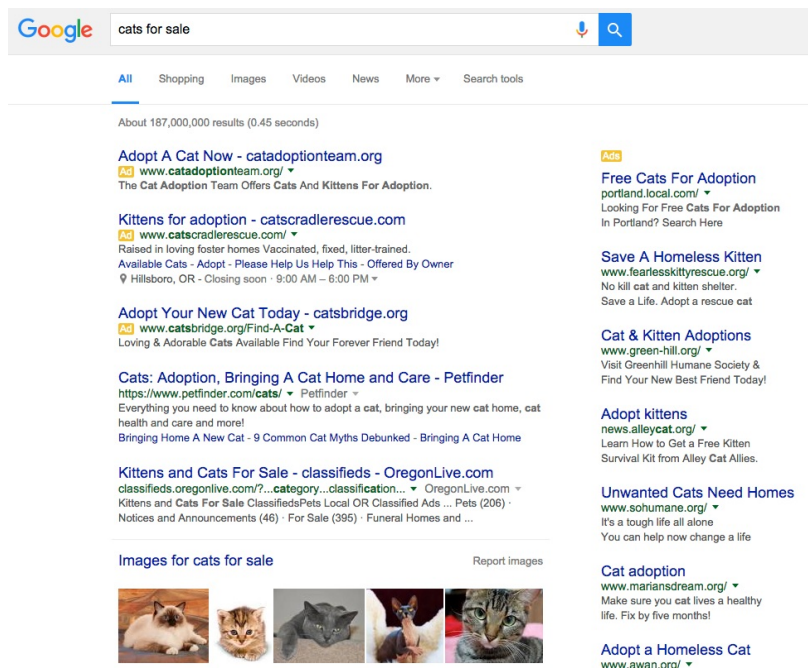 Google
cats for sale
All Shopping Images Videos News More Search tools
About 187,000,000 results (0.45 seconds)
Adopt A Cat Now - catadoptionteam.org
Ad www.catadoptionteam.org/
The Cat Adoption Team Offers Cats And Kittens For Adoption.
Kittens for adoption - catscradlerescue.com
Ad www.catscradlerescue.com/
Raised in loving foster homes Vaccinated, fixed, litter-trained.
Available Cats - Adopt - Please Help Us Help This - Offered By Owner
Hillsboro, OR - Closing soon · 9:00 AM – 6:00 PM
Adopt Your New Cat Today - catsbridge.org
Ad www.catsbridge.org/Find-A-Cat
Loving & Adorable Cats Available Find Your Forever Friend Today!
Cats: Adoption, Bringing A Cat Home and Care - Petfinder
https://www.petfinder.com/cats/ Petfinder
Everything you need to know about how to adopt a cat, bringing your new cat home, cat
health and care and more!
Bringing Home A New Cat - 9 Common Cat Myths Debunked - Bringing A Cat Home
Kittens and Cats For Sale - classifieds - OregonLive.com
classifieds.oregonlive.com/?...category...classification... OregonLive.com
Kittens and Cats For Sale ClassifiedsPets Local OR Classified Ads ... Pets (206) ·
Notices and Announcements (46) · For Sale (395) · Funeral Homes and ...
Images for cats for sale Report images
Ads
Free Cats For Adoption
portland.local.com/
Looking For Free Cats For Adoption
In Portland? Search Here
Save A Homeless Kitten
www.fearlesskittyrescue.org/
No kill cat and kitten shelter.
Save a Life. Adopt a rescue cat
Cat & Kitten Adoptions
www.green-hill.org/
Visit Greenhill Humane Society &
Find Your New Best Friend Today!
Adopt kittens
news.alleycat.org/
Learn How to Get a Free Kitten
Survival Kit from Alley Cat Allies.
Unwanted Cats Need Homes
www.sohumane.org/
It's a tough life all alone
You can help now change a life
Cat adoption
www.mariansdream.org/
Make sure you cat lives a healthy
life. Fix by five months!
Adopt a Homeless Cat
www.awan.org/